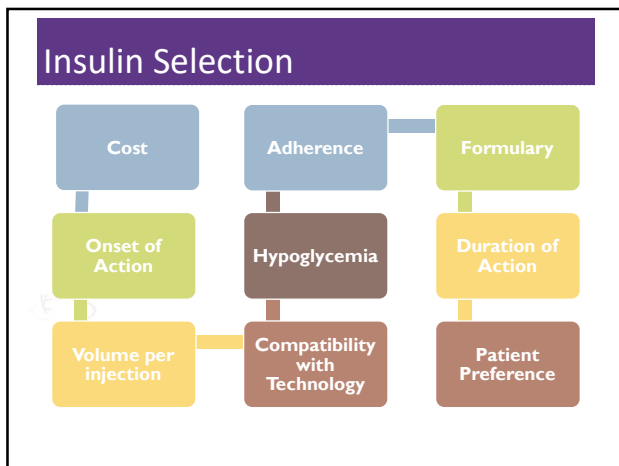 Insulin Selection
Cost
Onset of
Action
Volume per
injection
Compatibility
with
Technology
Hypoglycemia
Adherence
Formulary
Duration of
Action
Patient
Preference